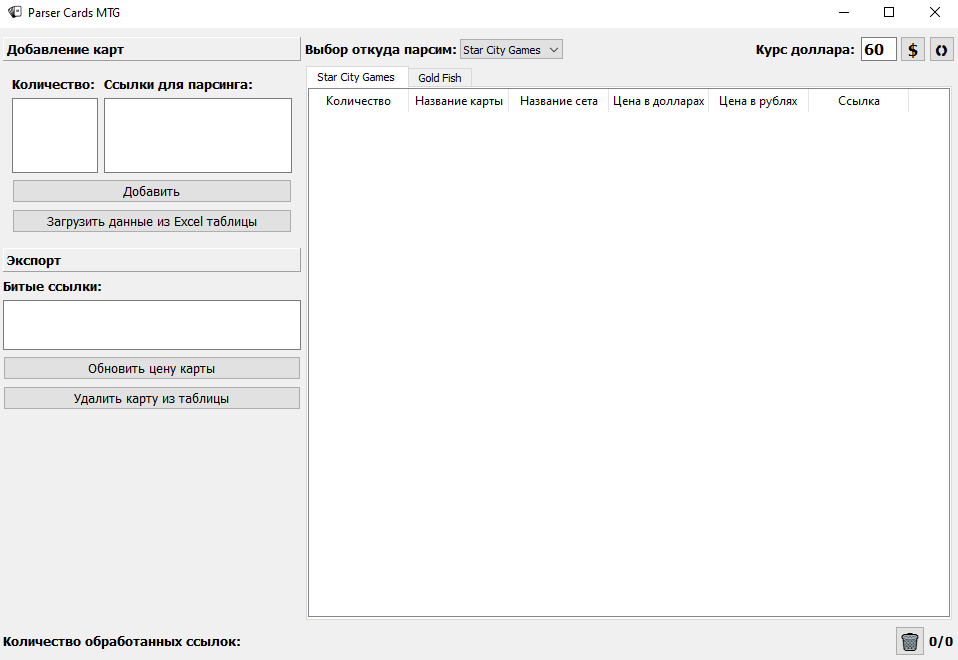 Parser Cards MTG
Добавление карт
Выбор откуда парсим: Star City Games
Курс доллара: 60 $
Количество: Ссылки для парсинга:
Star City Games Gold Fish
Количество Название карты Название сета Цена в долларах Цена в рублях Ссылка
Добавить
Загрузить данные из Excel таблицы
Экспорт
Битые ссылки:
Обновить цену карты
Удалить карту из таблицы
Количество обработанных ссылок:
0/0